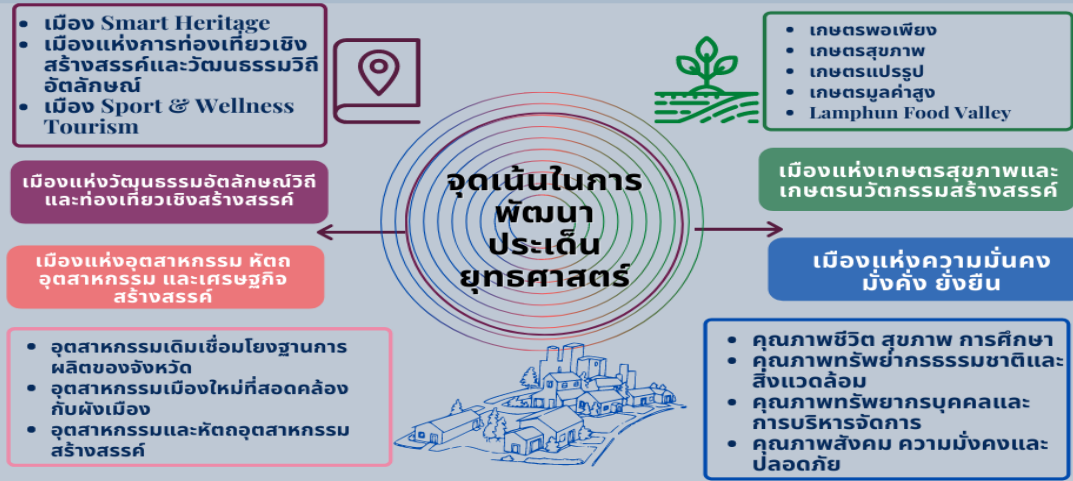 • เมือง Smart Heritage
• เมืองแห่งการท่องเที่ยวเชิง
สร้างสรรค์และวัฒนธรรมวิถี
อัตลักษณ์
• เมือง Sport & Wellness
Tourism
เมืองแห่งวัฒนธรรมอัตลักษณ์วิถี
และท่องเที่ยวเชิงสร้างสรรค์
เมืองแห่งอุตสาหกรรม หัตถ
อุตสาหกรรม และเศรษฐกิจ
สร้างสรรค์
• อุตสาหกรรมเดิมเชื่อมโยงฐานการ
ผลิตของจังหวัด
• อุตสาหกรรมเมืองใหม่ที่สอดคล้อง
กับผังเมือง
• อุตสาหกรรมและหัตถอุตสาหกรรม
สร้างสรรค์
จุดเน้นในการ
พัฒนา
ประเด็น
ยุทธศาสตร์
• เกษตรพอเพียง
• เกษตรสุขภาพ
• เกษตรแปรรูป
• เกษตรมูลค่าสูง
• Lamphun Food Valley
เมืองแห่งเกษตรสุขภาพและ
เกษตรนวัตกรรมสร้างสรรค์
เมืองแห่งความมั่นคง
มั่งคั่ง ยั่งยืน
• คุณภาพชีวิต สุขภาพ การศึกษา
• คุณภาพทรัพยากรธรรมชาติและ
สิ่งแวดล้อม
• คุณภาพทรัพยากรบุคคลและ
การบริหารจัดการ
• คุณภาพสังคม ความมั่งคงและ
ปลอดภัย